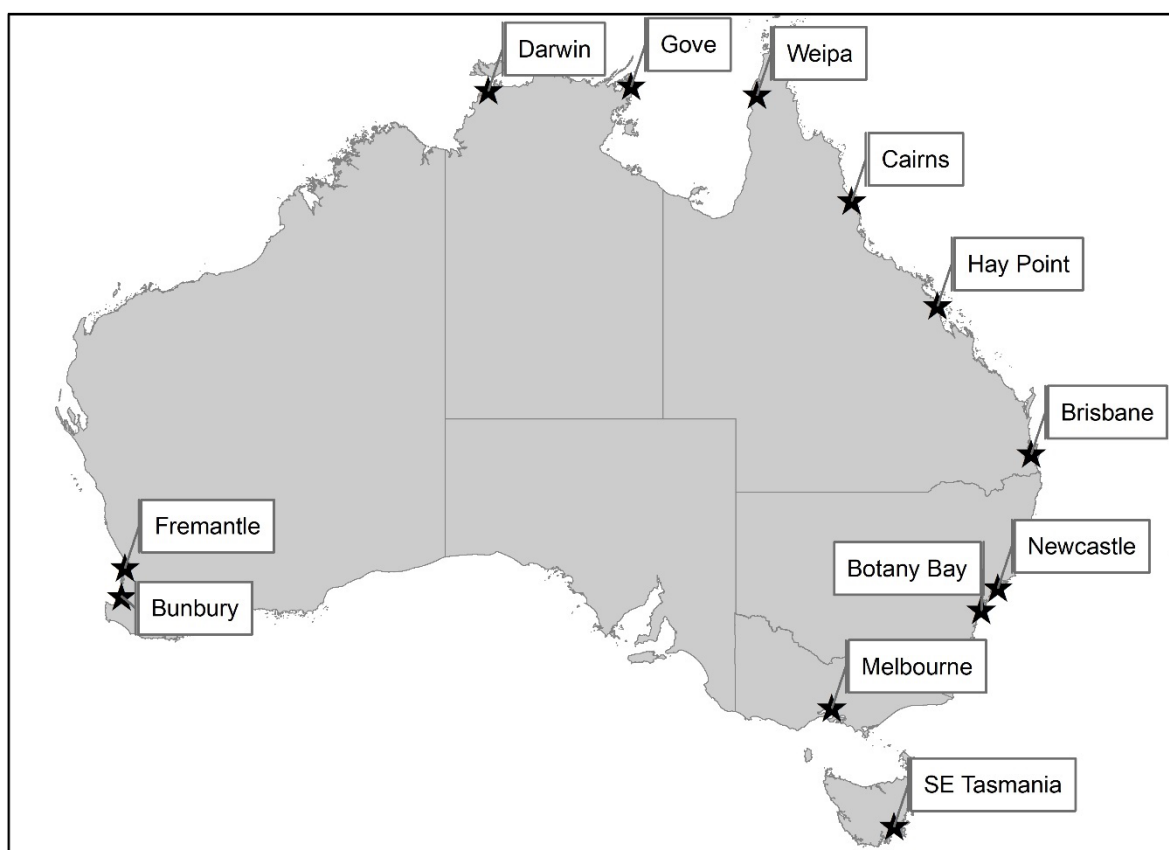 Darwin
Gove
Weipa
Cairns
Hay Point
Brisbane
Fremantle
Newcastle
Botany Bay
Bunbury
Melbourne
SE Tasmania